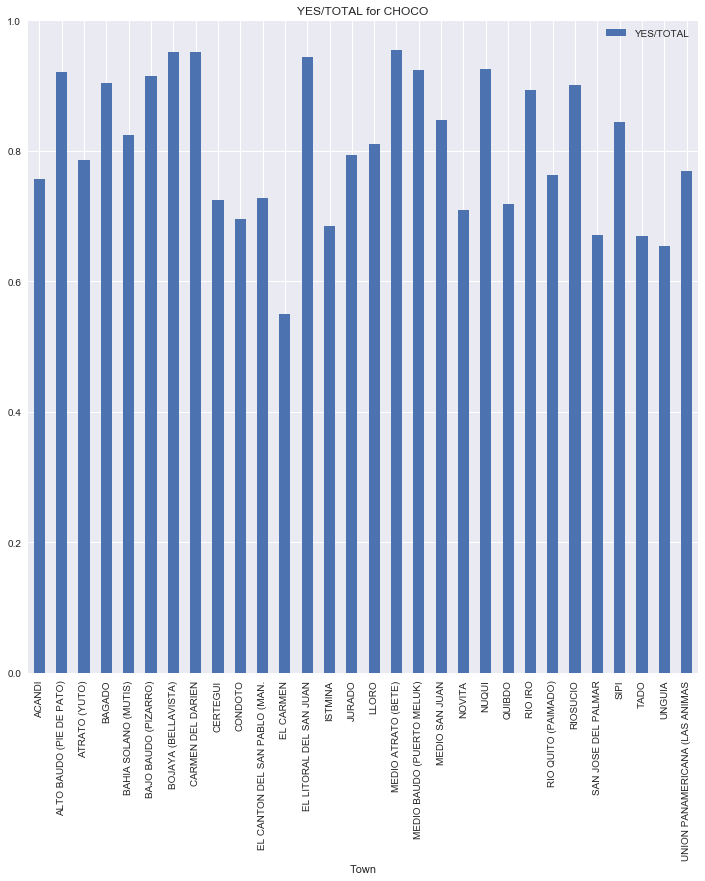 YES/TOTAL for CHOCO
YES/TOTAL
1.0
0.8
0.6
0.4
0.2
0.0
ACANDI
ALTO BAUDO (PIE DE PATO)
ATRATO (YUTO)
BAGADO
BAHIA SOLANO (MUTIS)
BAJO BAUDO (PIZARRO)
BOJAYA (BELLAVISTA)
CARMEN DEL DARIEN
CERTEGUI
CONDOTO
EL CANTON DEL SAN PABLO (MAN.
EL CARMEN
EL LITORAL DEL SAN JUAN
ISTMINA
JURADO
LLORO
MEDIO ATRATO (BETE)
MEDIO BAUDO (PUERTO MELUK)
MEDIO SAN JUAN
NOVITA
NUQUI
QUIBDO
RIO IRO
RIO QUITO (PAIMADO)
RIOSUCIO
SAN JOSE DEL PALMAR
SIPI
TADO
UNGUIA
UNION PANAMERICANA (LAS ANIMAS
Town